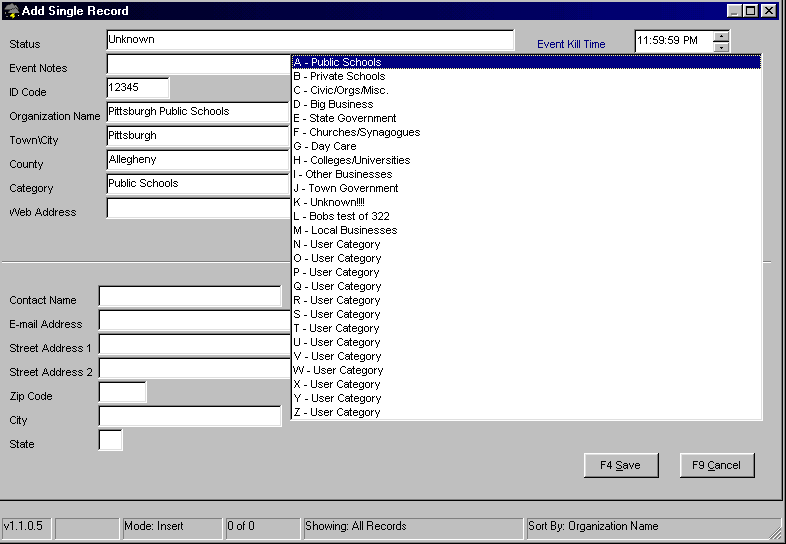 Add Single Record
Status
Unknown
Event Kill Time
11:59:59 PM
Event Notes
ID Code
12345
Organization Name
Pittsburgh Public Schools
Town\City
Pittsburgh
County
Allegheny
Category
Public Schools
Web Address
A - Public Schools
B - Private Schools
C - Civic/Orgs/Misc.
D - Big Business
E - State Government
F - Churches/Synagogues
G - Day Care
H - Colleges/Universities
I - Other Businesses
J - Town Government
K - Unknown!!!!
L - Bobs test of 322
M - Local Businesses
N - User Category
O - User Category
P - User Category
Q - User Category
R - User Category
S - User Category
T - User Category
U - User Category
V - User Category
W - User Category
X - User Category
Y - User Category
Z - User Category
Contact Name
E-mail Address
Street Address 1
Street Address 2
Zip Code
City
State
F4 Save
F9 Cancel
v1.1.0.5
Mode: Insert
0 of 0
Showing: All Records
Sort By: Organization Name